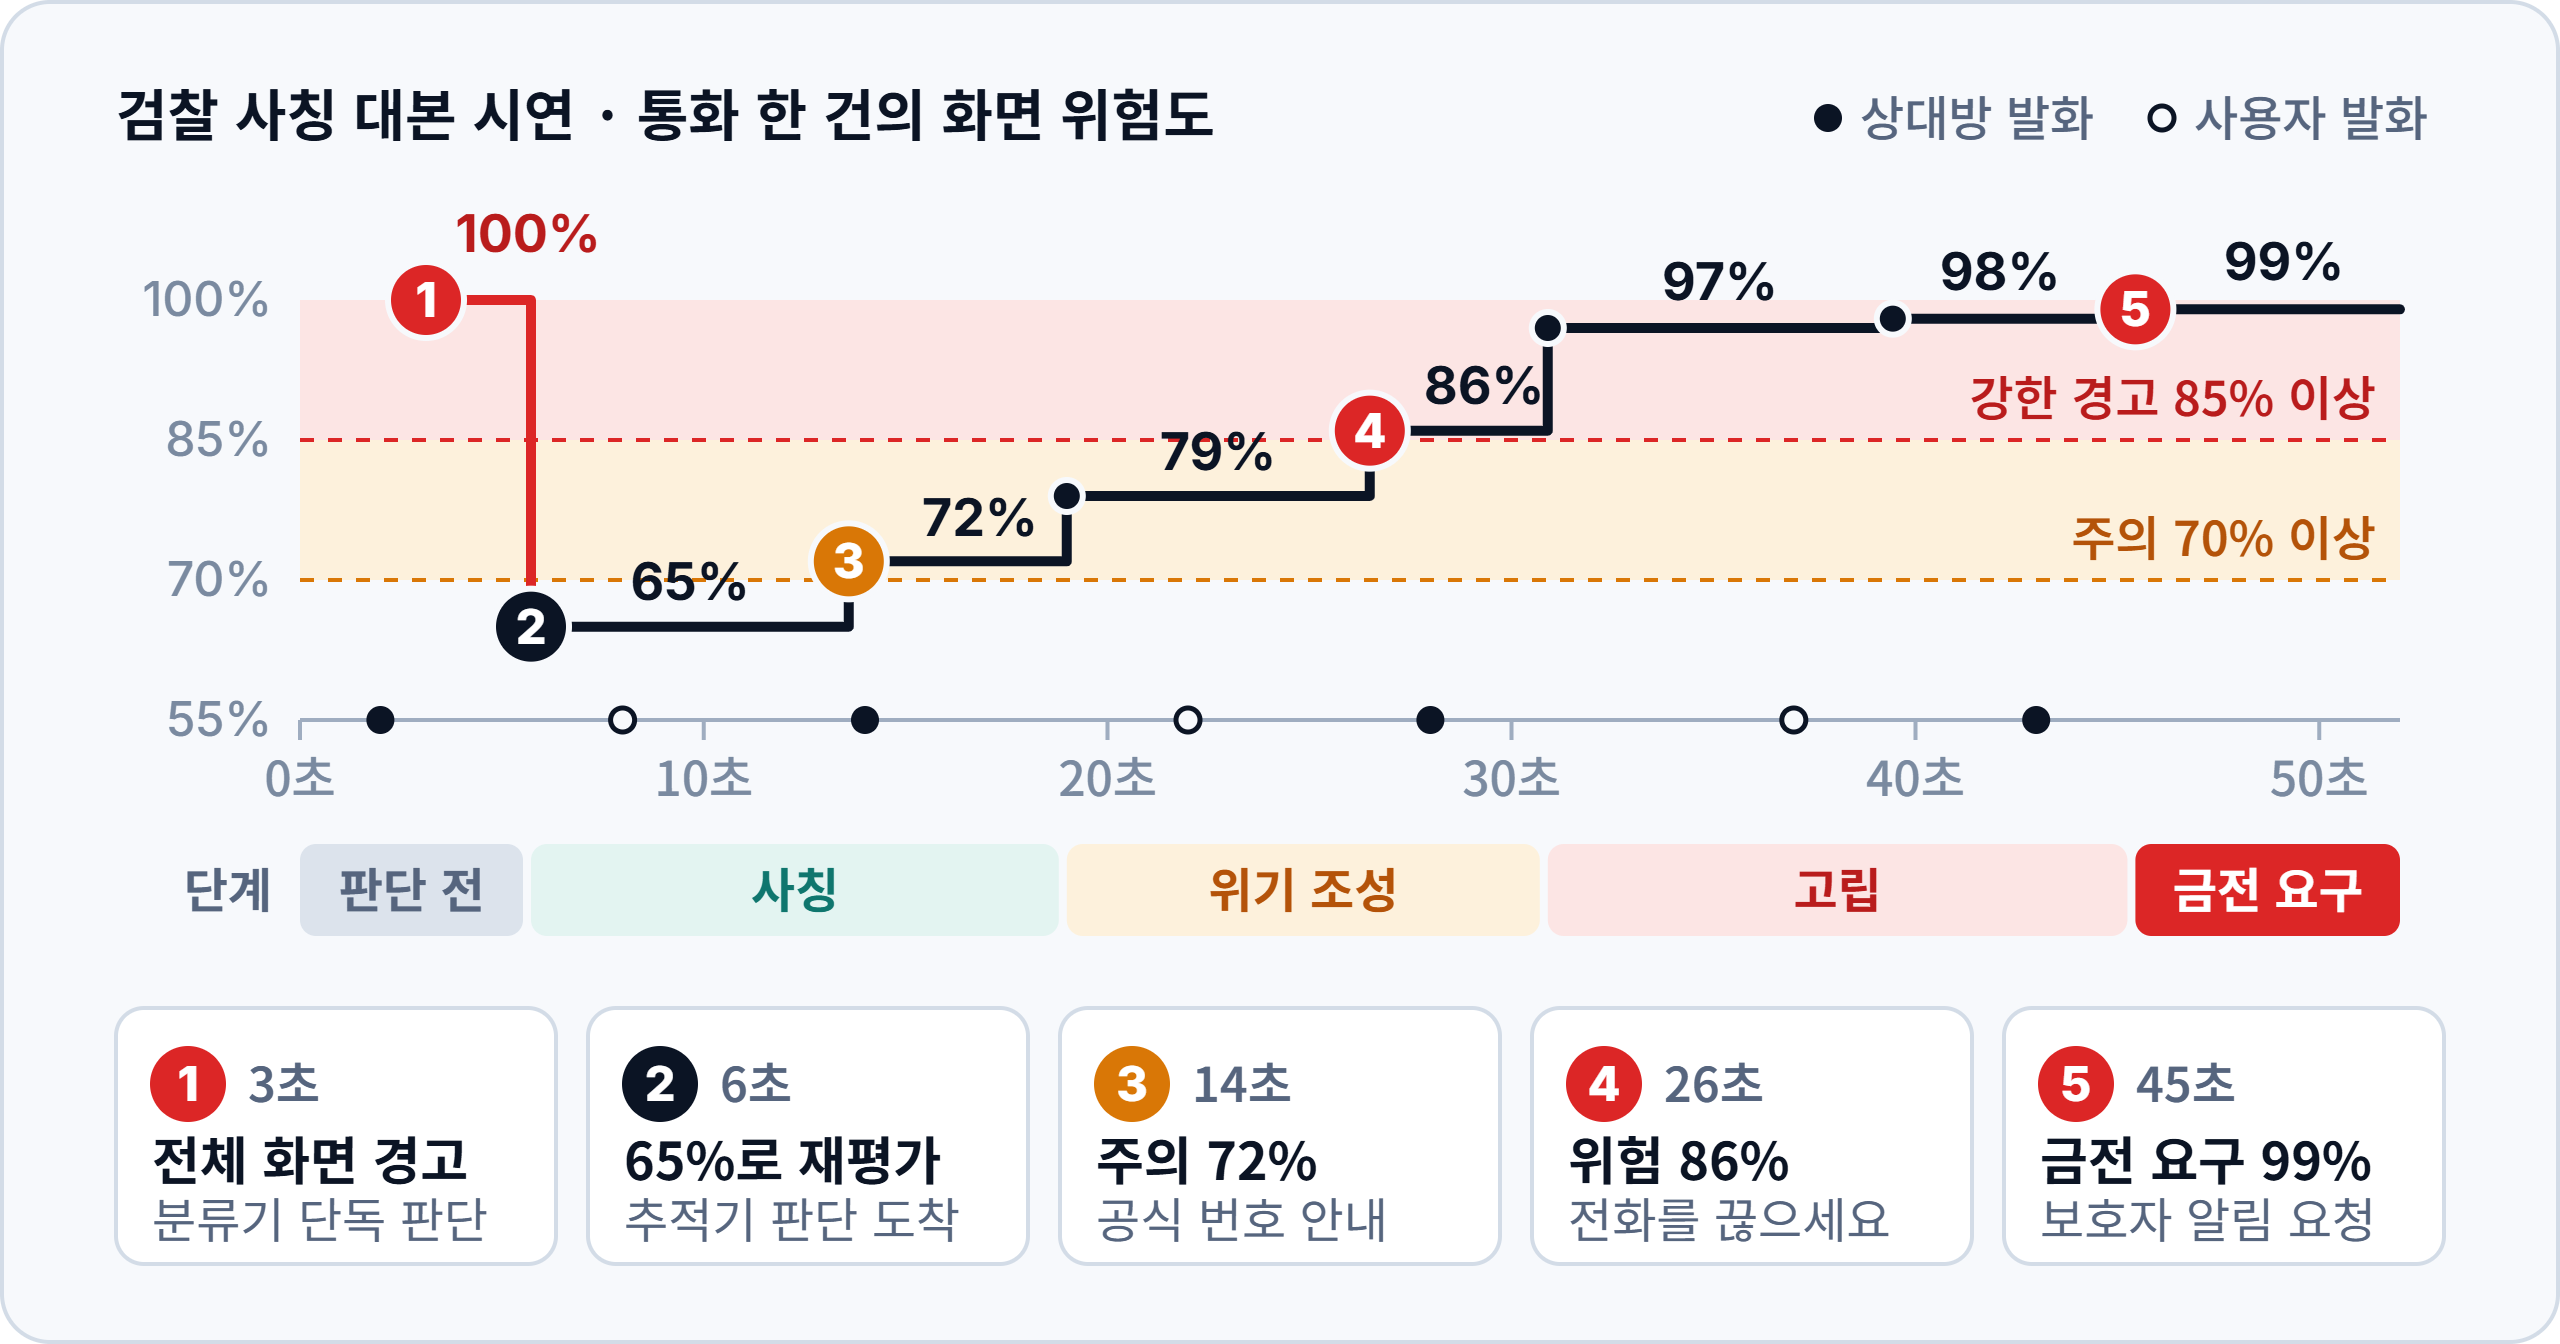 검찰 사칭 대본 시연 · 통화 한 건의 화면 위험도
상대방 발화
사용자 발화
100%
100%
97%
98%
99%
1
5
86%
강한 경고 85% 이상
85%
79%
4
72%
주의 70% 이상
70%
65%
3
2
55%
0초
10초
20초
30초
40초
50초
단계
판단 전
사칭
위기 조성
고립
금전 요구
1 3초
전체 화면 경고
분류기 단독 판단
2 6초
65%로 재평가
추적기 판단 도착
3 14초
주의 72%
공식 번호 안내
4 26초
위험 86%
전화를 끊으세요
5 45초
금전 요구 99%
보호자 알림 요청